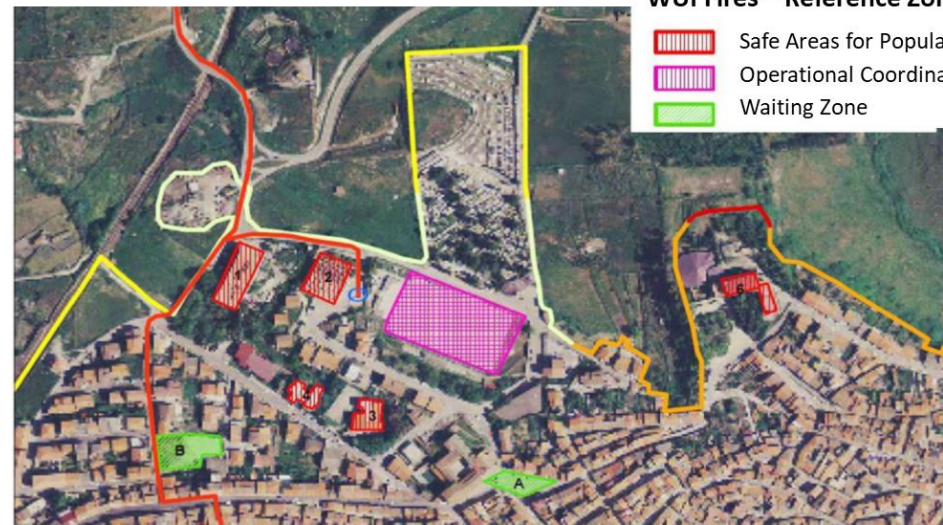 WUI Fires – Reference Zon
Safe Areas for Popula
Operational Coordina
Waiting Zone
1
2
3
B
A